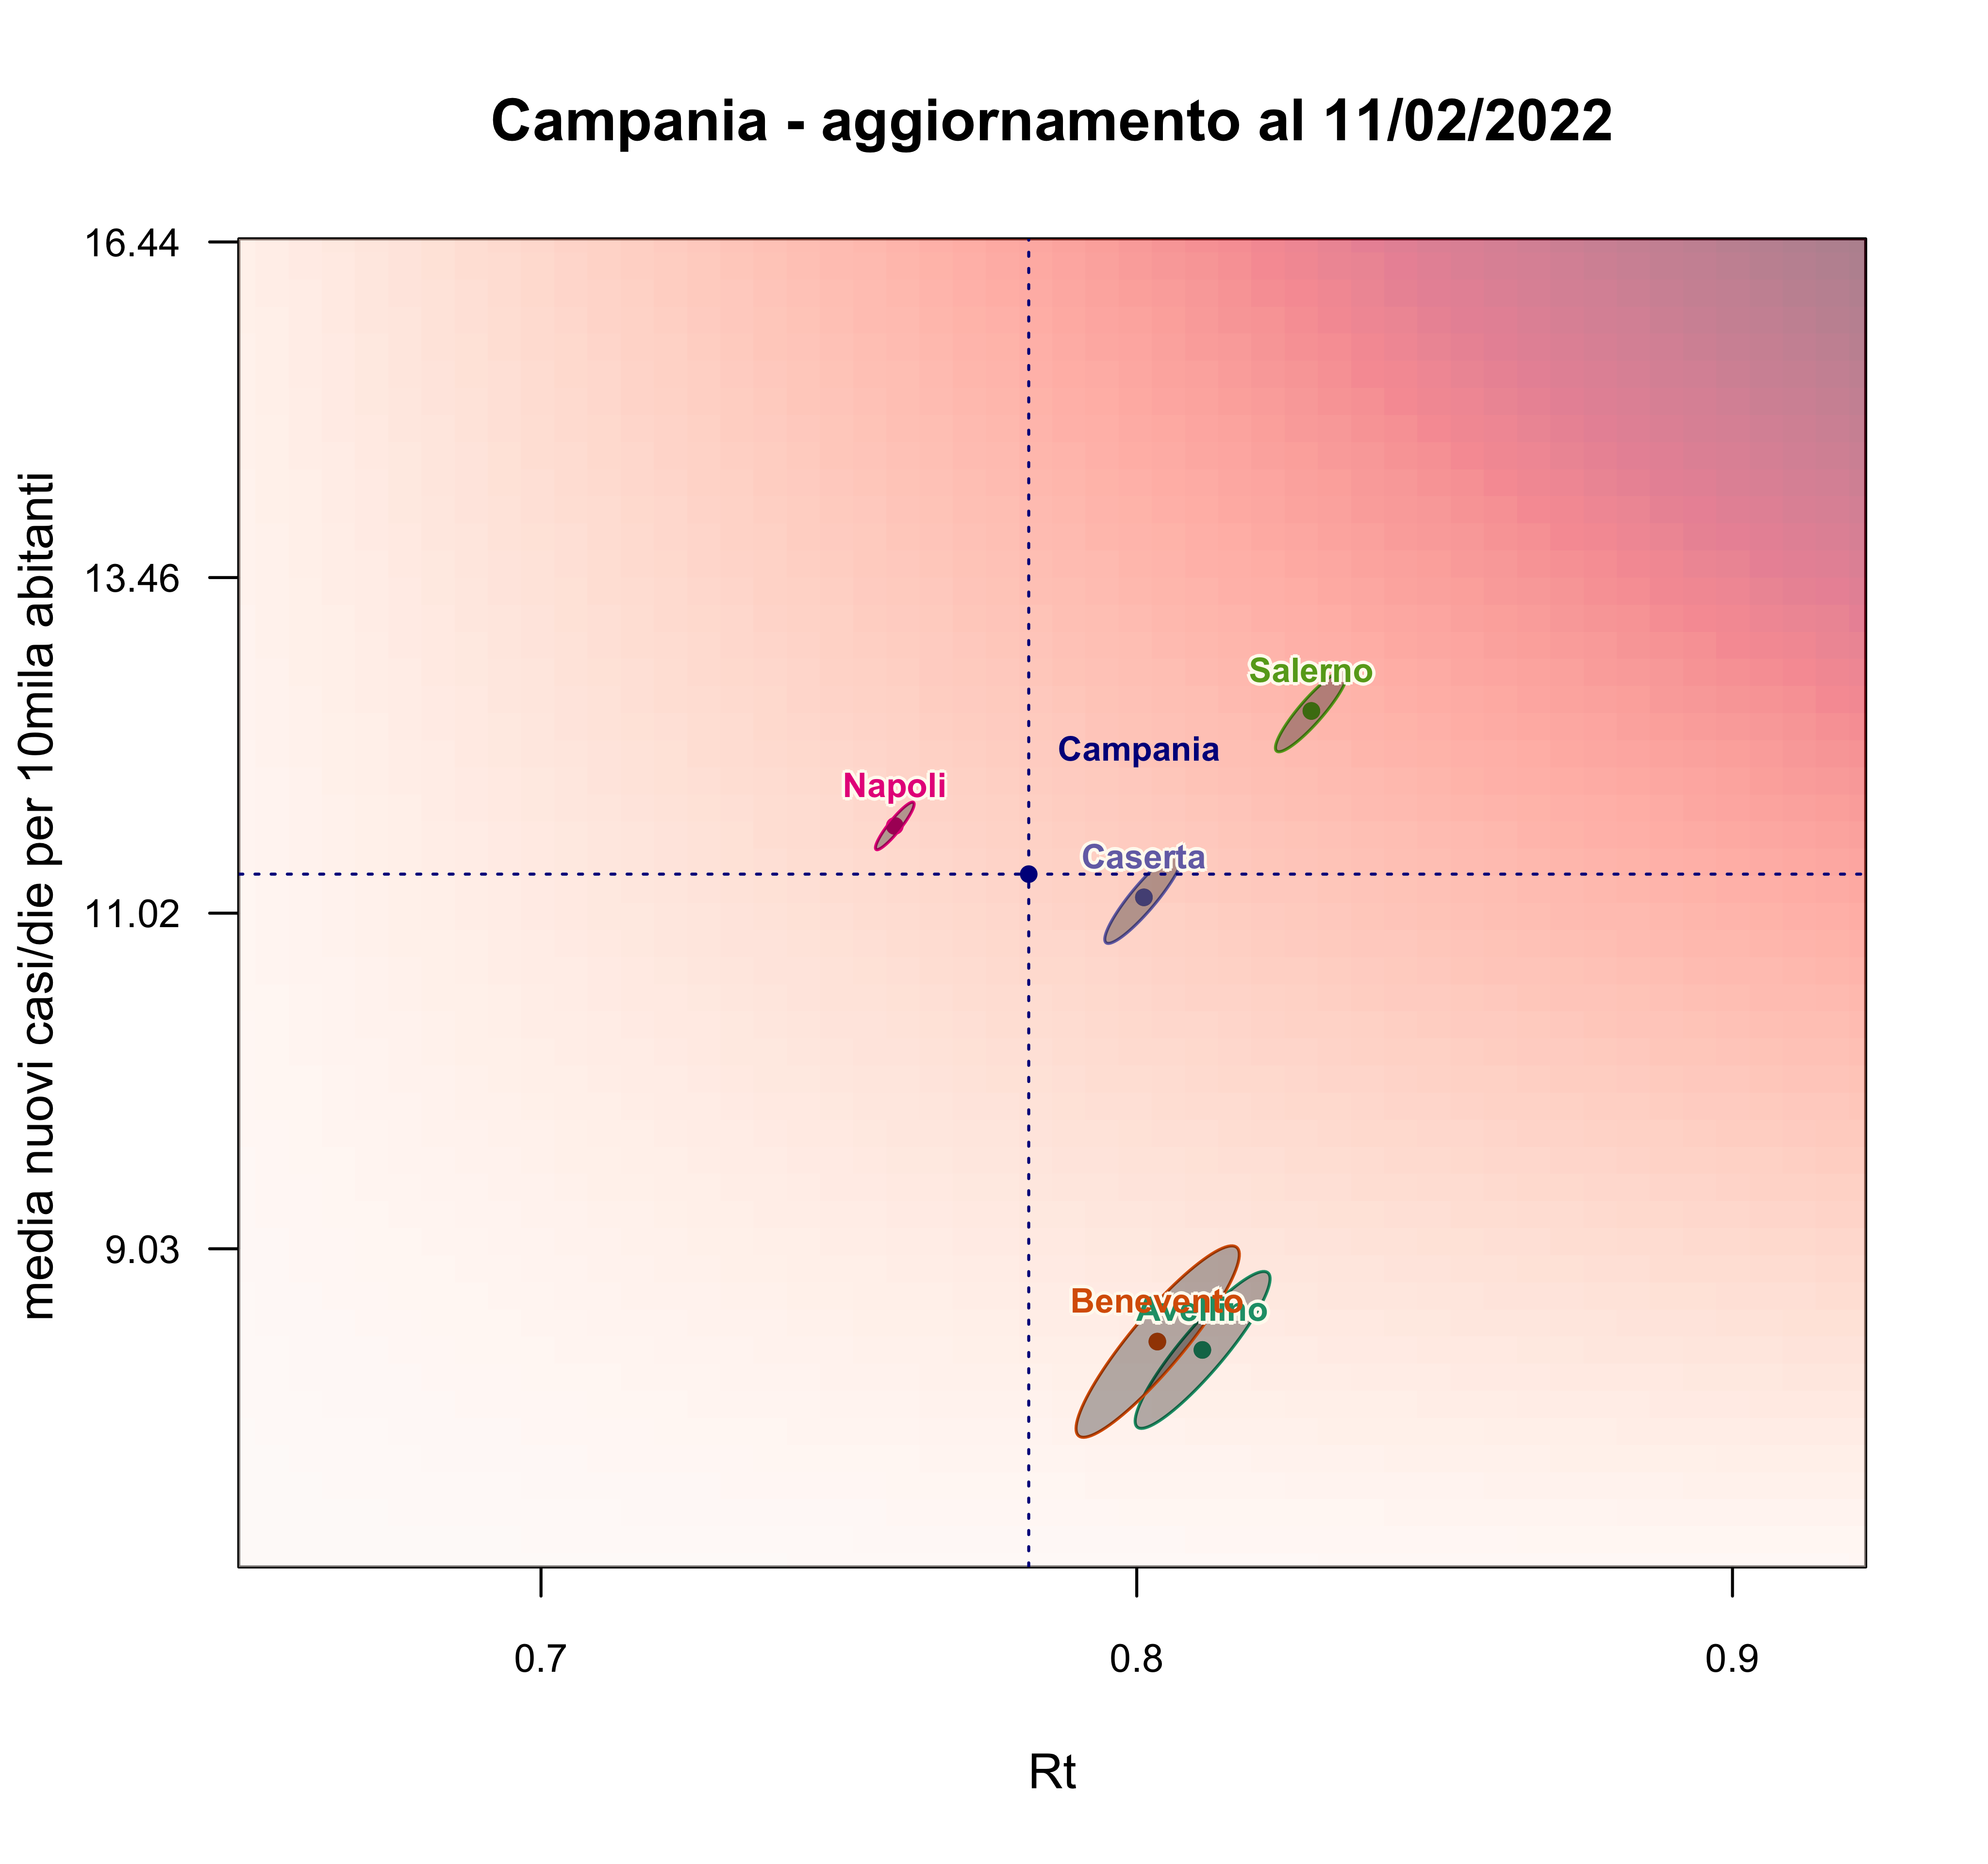 Campania - aggiornamento al 11/02/2022
media nuovi casi/die per 10mila abitanti
16.44
13.46
11.02
9.03
Salerno
Campania
Napoli
Caserta
Benevento
Avellino
0.7
0.8
0.9
Rt